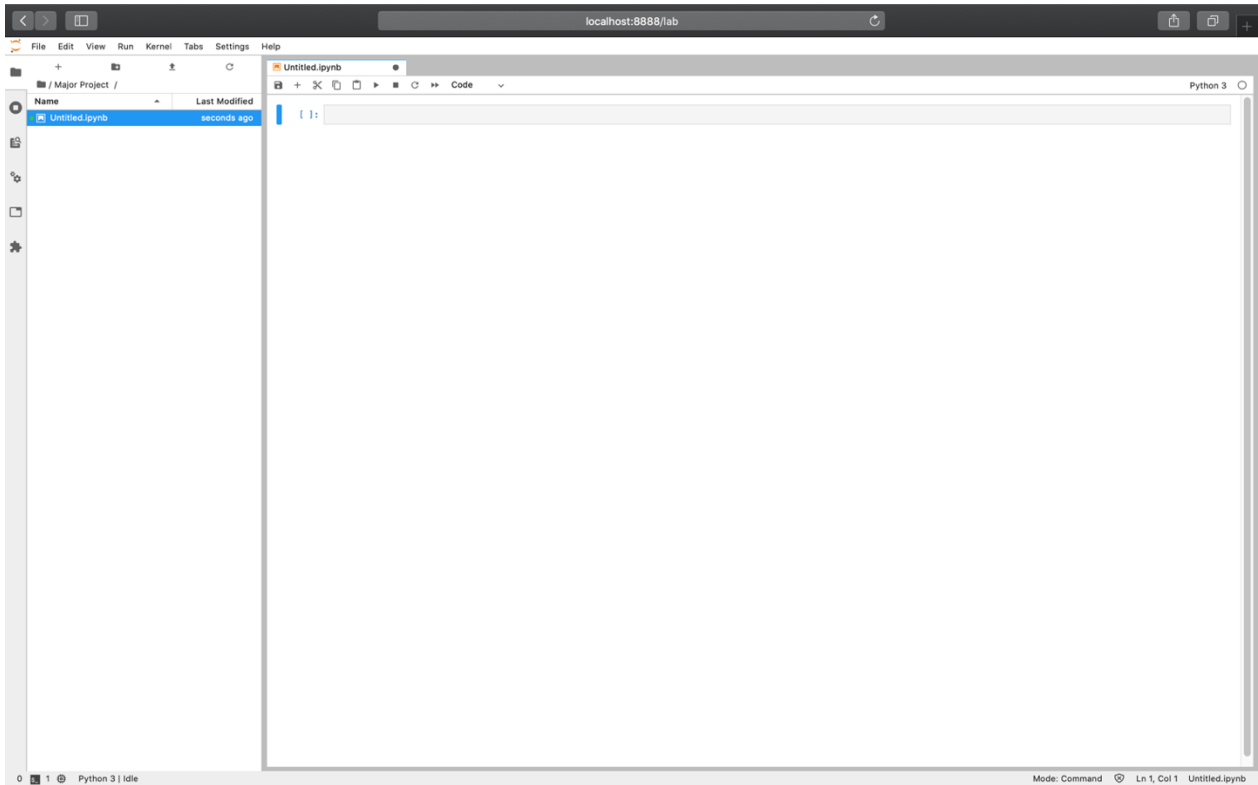 localhost:8888/lab
File Edit View Run Kernel Tabs Settings Help
/ Major Project /
Name Last Modified
Untitled.ipynb seconds ago
Untitled.ipynb
Code
Python 3
[ ]:
0 1 Python 3 | Idle
Mode: Command Ln 1, Col 1 Untitled.ipynb